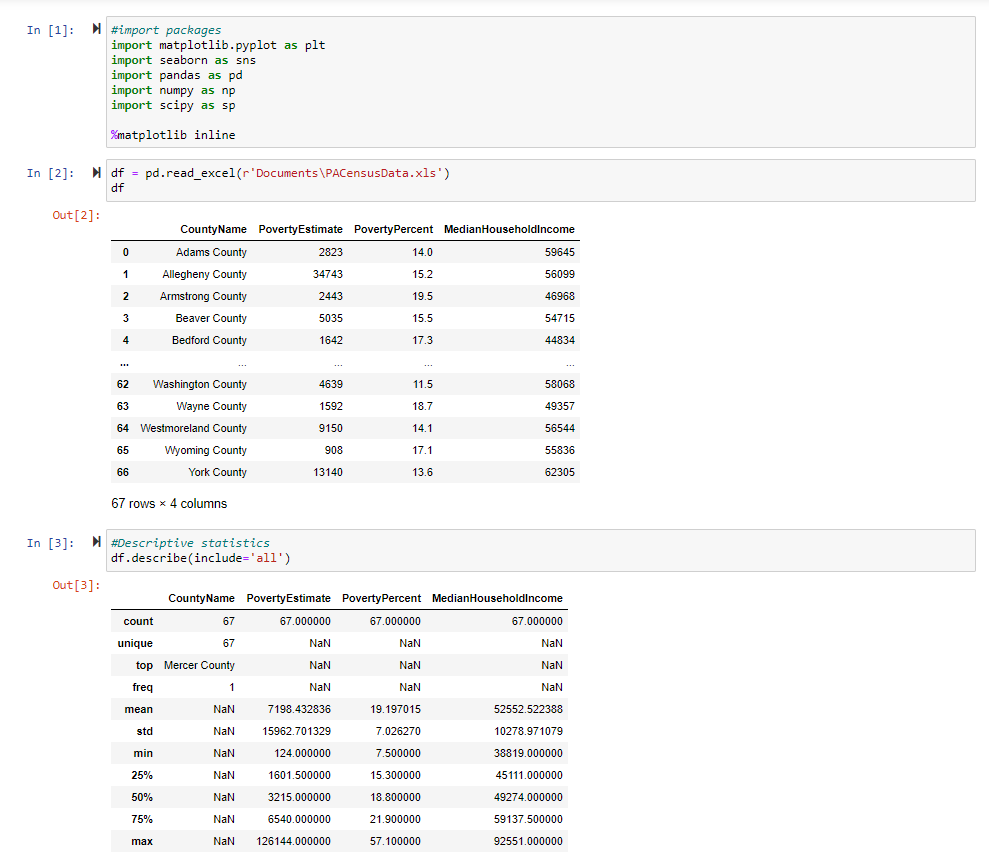 In [1]: #import packages
import matplotlib.pyplot as plt
import seaborn as sns
import pandas as pd
import numpy as np
import scipy as sp
%matplotlib inline
In [2]: df = pd.read_excel(r'Documents\PACensusData.xls')
df
Out[2]:
CountyName PovertyEstimate PovertyPercent MedianHouseholdIncome
0 Adams County 2823 14.0 59645
1 Allegheny County 34743 15.2 56099
2 Armstrong County 2443 19.5 46968
3 Beaver County 5035 15.5 54715
4 Bedford County 1642 17.3 44834
... ... ... ... ...
62 Washington County 4639 11.5 58068
63 Wayne County 1592 18.7 49357
64 Westmoreland County 9150 14.1 56544
65 Wyoming County 908 17.1 55836
66 York County 13140 13.6 62305
67 rows × 4 columns
In [3]: #Descriptive statistics
df.describe(include='all')
Out[3]:
CountyName PovertyEstimate PovertyPercent MedianHouseholdIncome
count 67 67.000000 67.000000 67.000000
unique 67 NaN NaN NaN
top Mercer County NaN NaN NaN
freq 1 NaN NaN NaN
mean NaN 7198.432836 19.197015 52552.522388
std NaN 15962.701329 7.026270 10278.971079
min NaN 124.000000 7.500000 38819.000000
25% NaN 1601.500000 15.300000 45111.000000
50% NaN 3215.000000 18.800000 49274.000000
75% NaN 6540.000000 21.900000 59137.500000
max NaN 126144.000000 57.100000 92551.000000